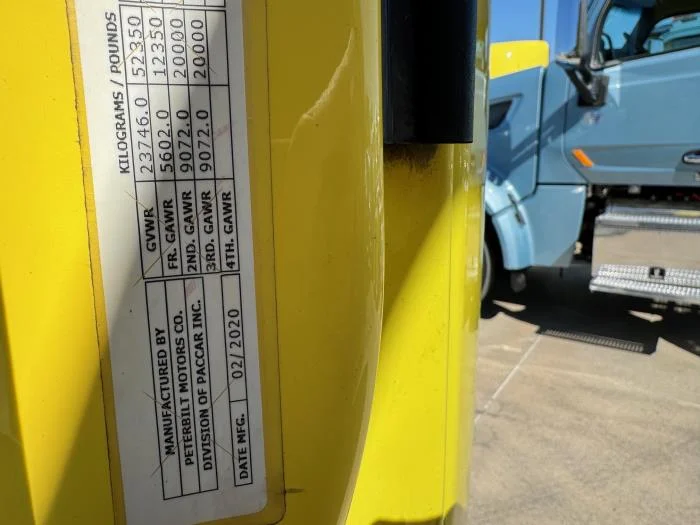 MANUFACTURED BY
PETERBILT MOTORS CO.
DIVISION OF PACCAR INC.
DATE MFG. 02/2020
KILOGRAMS / POUNDS
GVWR 23746.0 52350
FR. GAWR 5602.0 12350
2ND. GAWR 9072.0 20000
3RD. GAWR 9072.0 20000
4TH. GAWR